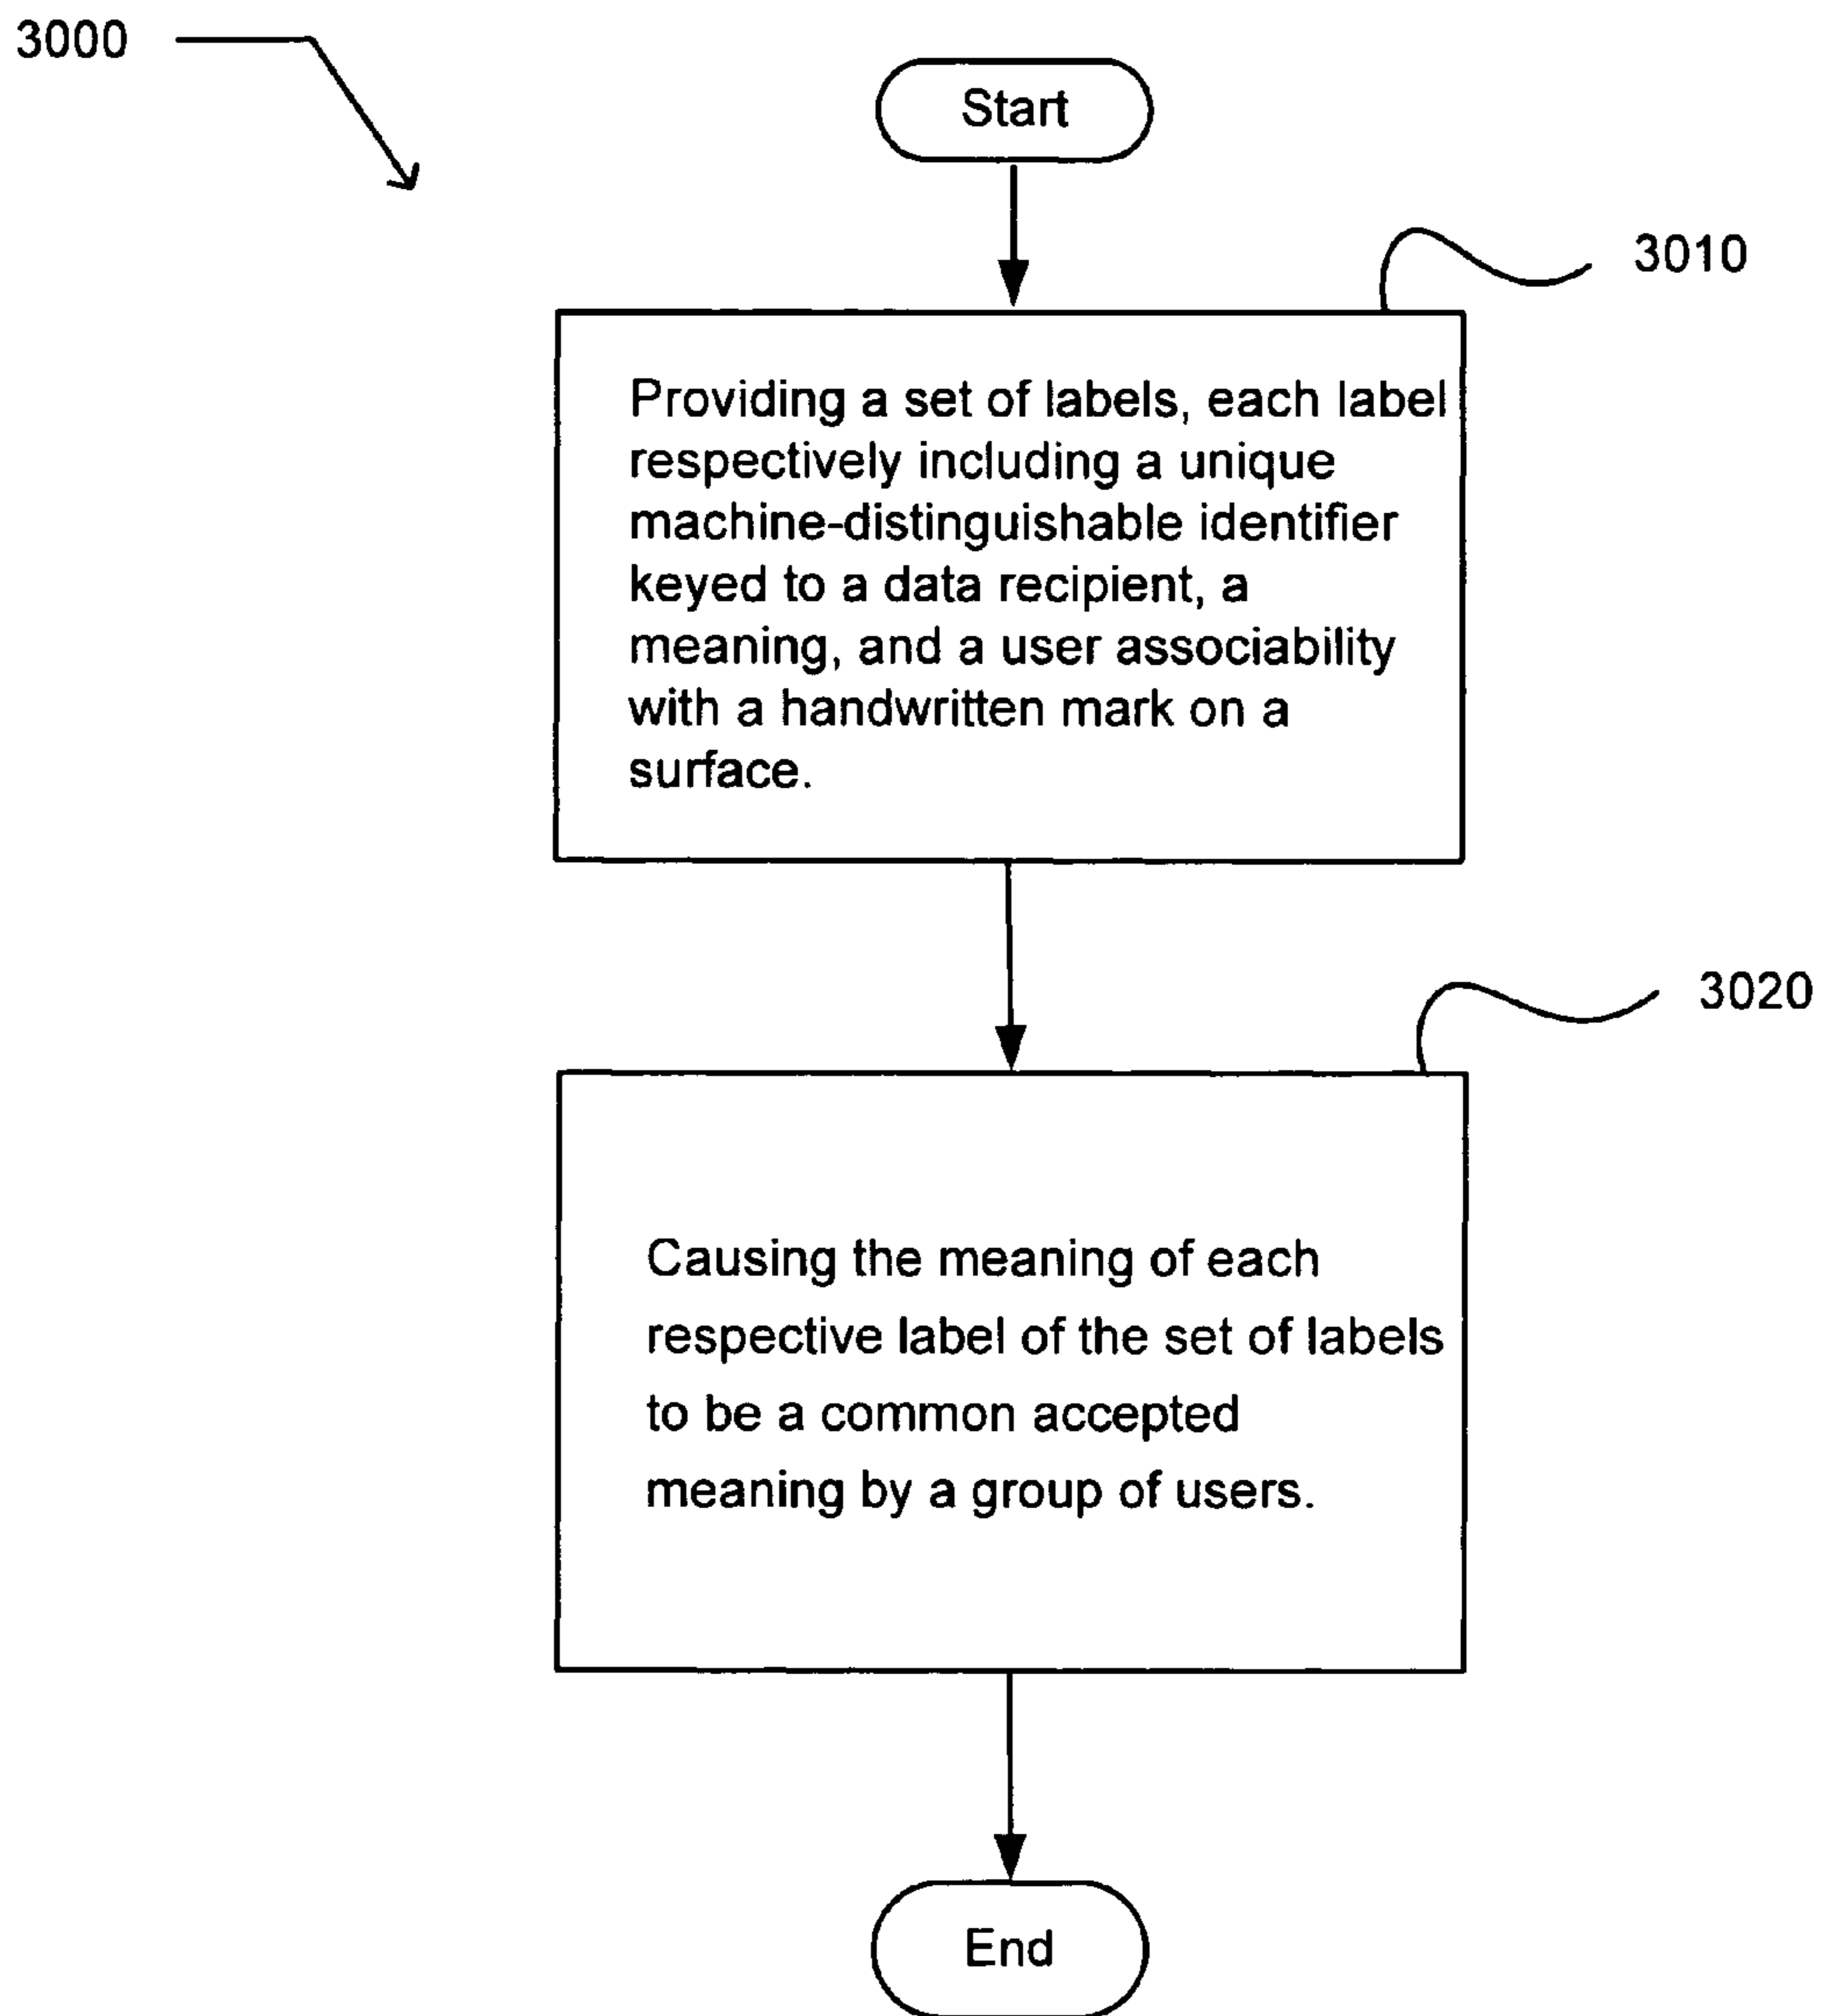 3000
Start
3010
Providing a set of labels, each label
respectively including a unique
machine-distinguishable identifier
keyed to a data recipient, a
meaning, and a user associability
with a handwritten mark on a
surface.
3020
Causing the meaning of each
respective label of the set of labels
to be a common accepted
meaning by a group of users.
End